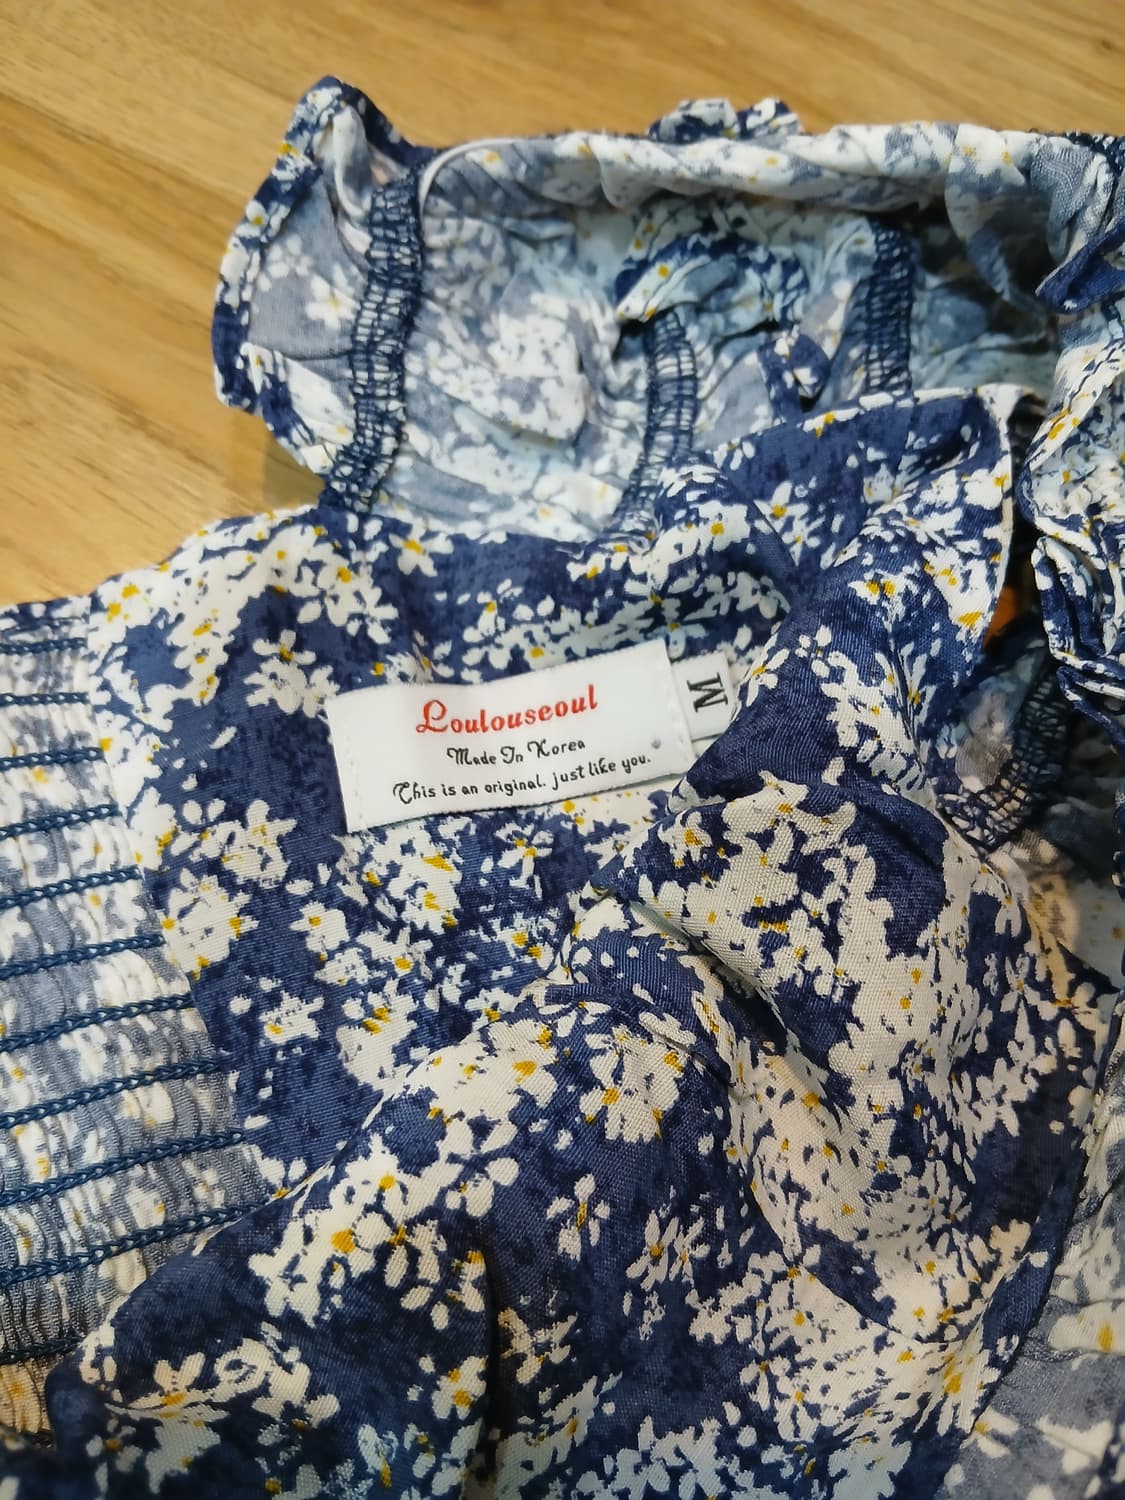 Loulouseoul
Made In Korea
This is an original. just like you.
M